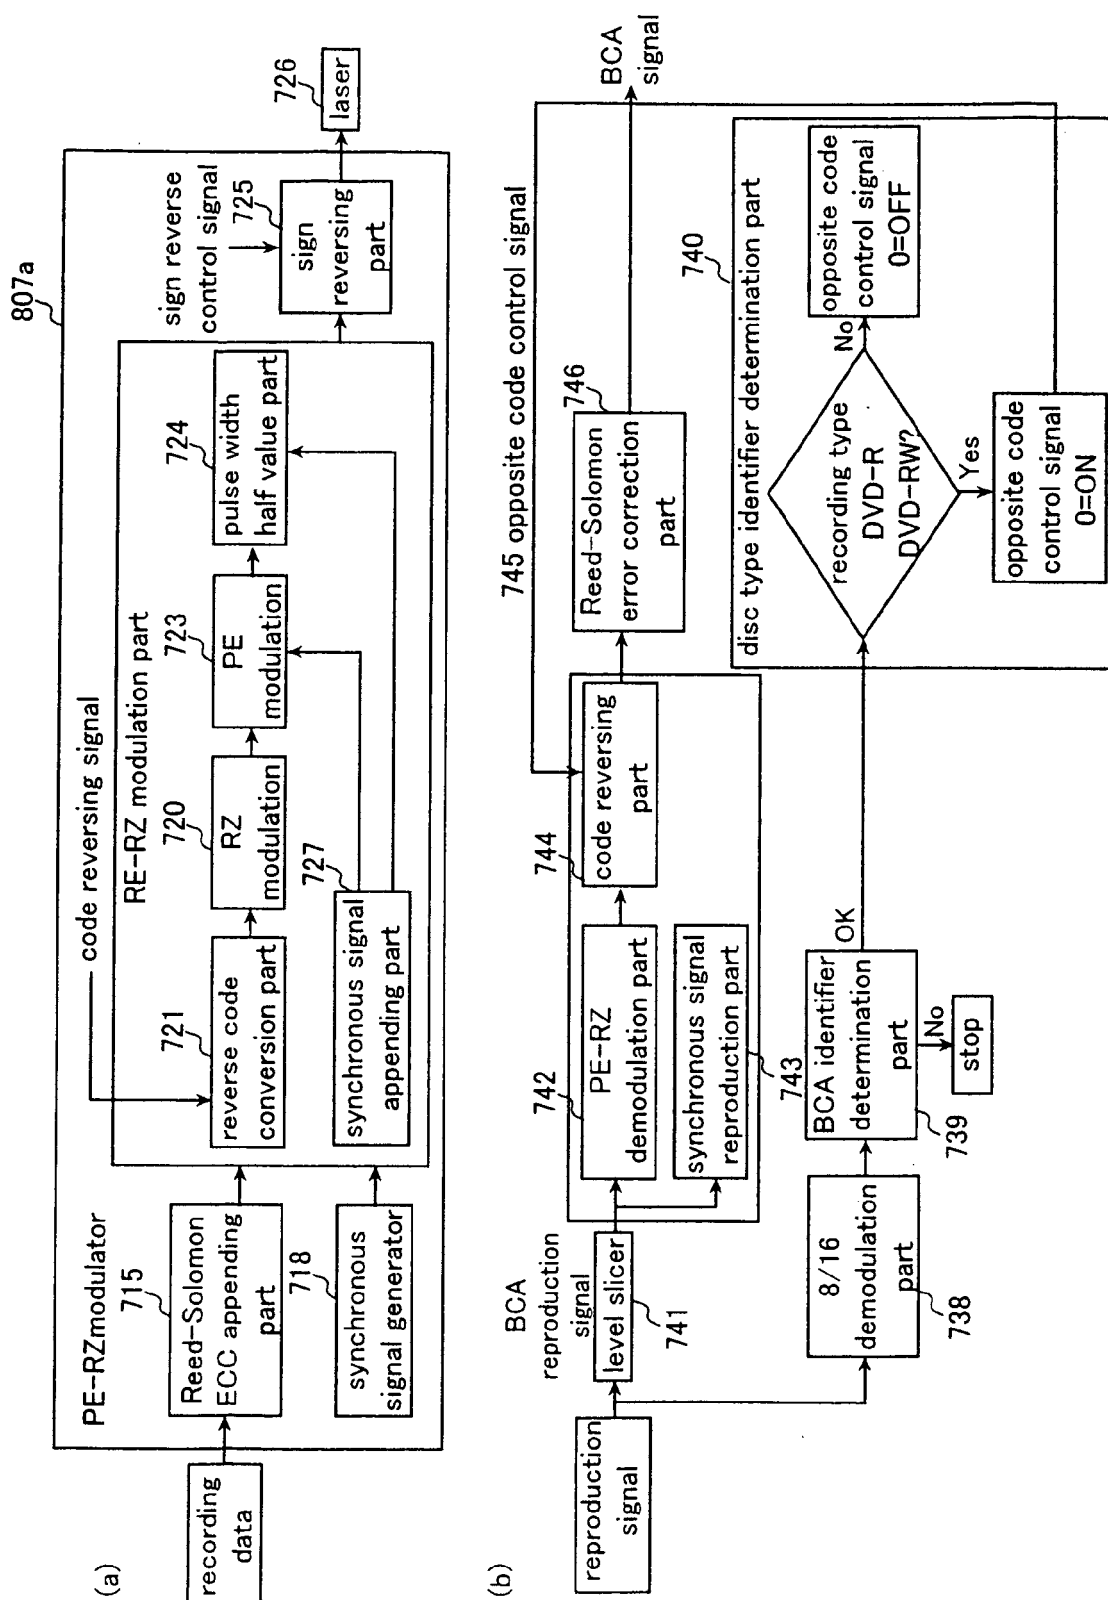 (a)
807a
PE-RZmodulator
code reversing signal
RE-RZ modulation part
recording
data
715
Reed-Solomon
ECC appending
part
718
synchronous
signal generator
721
reverse code
conversion part
720
RZ
modulation
723
PE
modulation
724
pulse width
half value part
727
synchronous signal
appending part
sign reverse
control signal
725
sign
reversing
part
726
laser
(b)
reproduction
signal
BCA
reproduction
signal
level slicer
741
742
PE-RZ
demodulation part
synchronous signal
reproduction part
743
744
code reversing
part
745 opposite code control signal
746
Reed-Solomon
error correction
part
BCA
signal
8/16
demodulation
part
738
BCA identifier
determination
part
739
OK
No
stop
disc type identifier determination part
740
recording type
DVD-R
DVD-RW?
No
opposite code
control signal
0=OFF
Yes
opposite code
control signal
0=ON